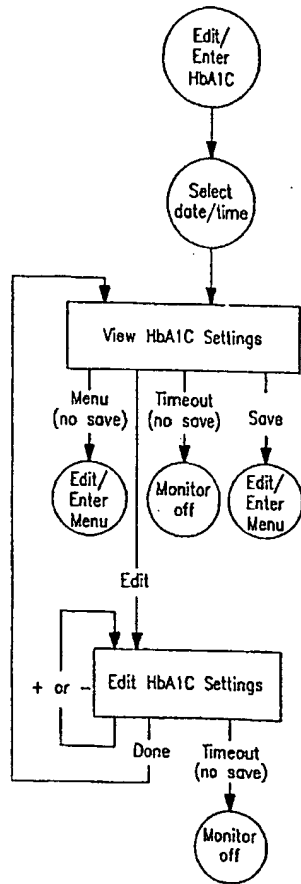 Edit/
Enter
HbA1C
Select
date/time
View HbA1C Settings
Menu
(no save)
Timeout
(no save)
Save
Edit/
Enter
Menu
Monitor
off
Edit/
Enter
Menu
Edit
+ or -
Edit HbA1C Settings
Done
Timeout
(no save)
Monitor
off